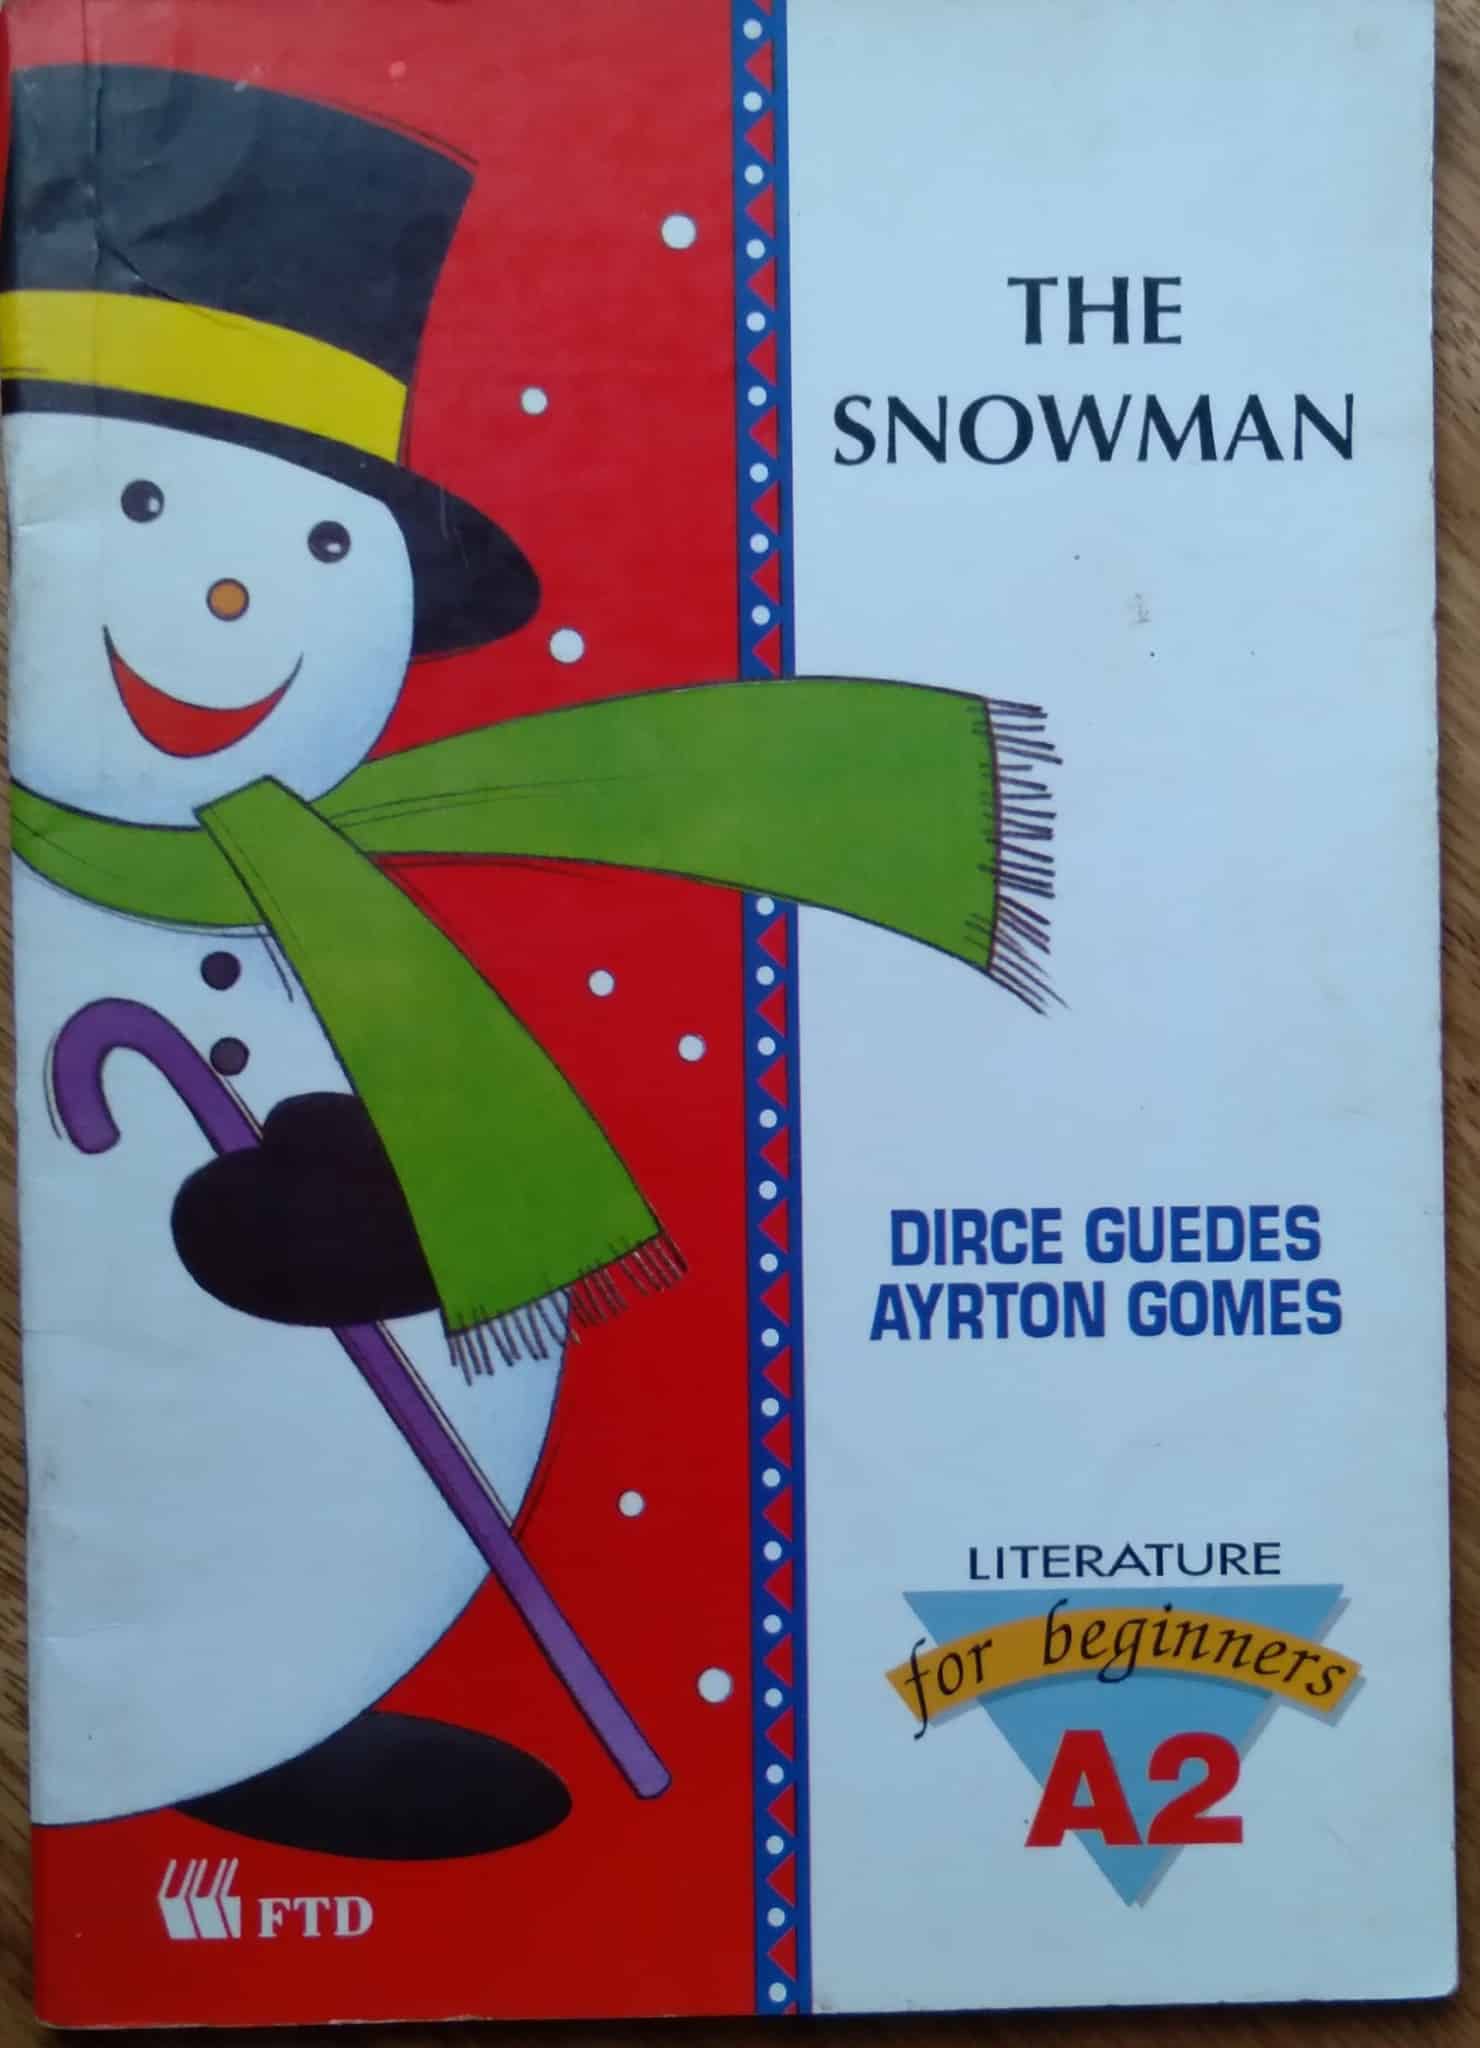 THE
SNOWMAN
DIRCE GUEDES
AYRTON GOMES
LITERATURE
for beginners
A2
FTD